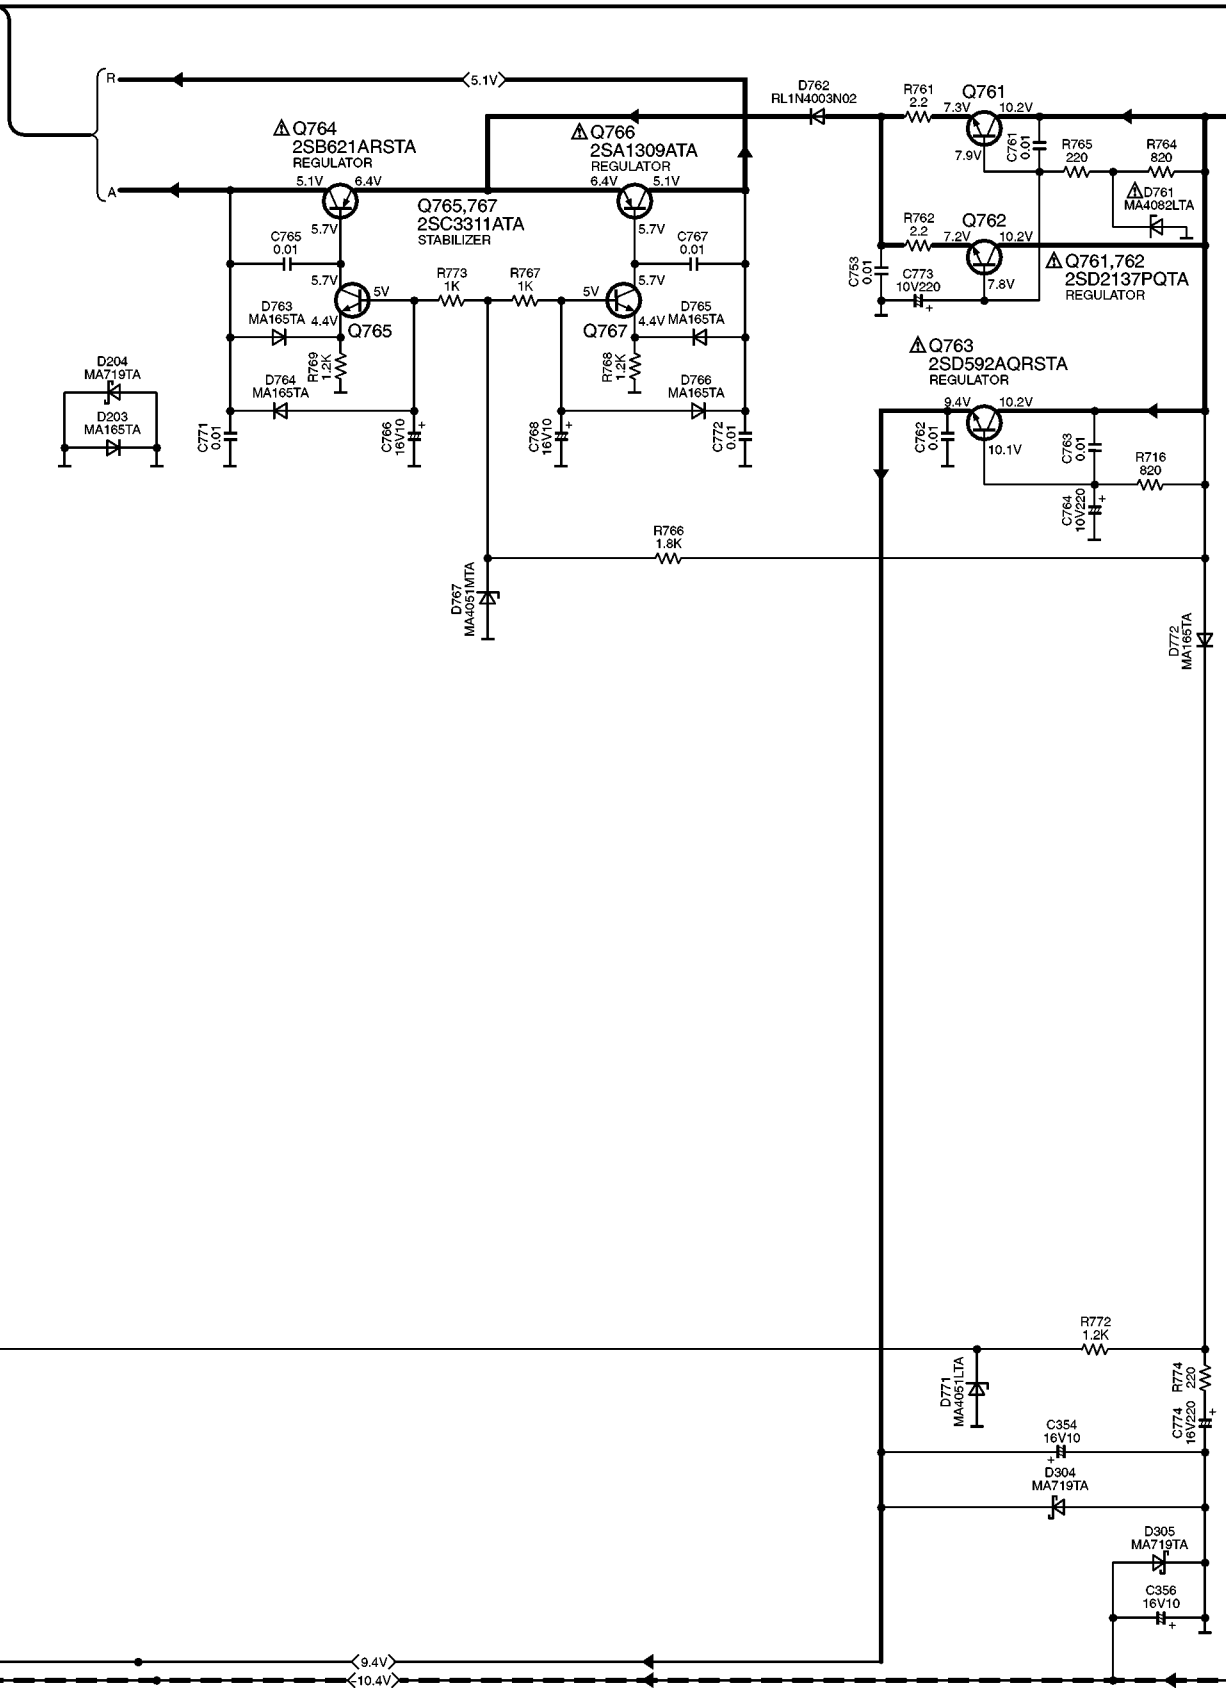 R
5.1V
D762
RL1N4003N02
R761
2.2
Q761
7.3V
10.2V
7.9V
C761
0.01
R765
220
R764
820
D761
MA4082LTA
Q764
2SB621ARSTA
REGULATOR
5.1V
6.4V
5.7V
A
Q766
2SA1309ATA
REGULATOR
6.4V
5.1V
5.7V
Q765,767
2SC3311ATA
STABILIZER
R762
2.2
Q762
7.2V
10.2V
7.8V
Q761,762
2SD2137PQTA
REGULATOR
C753
0.01
C773
10V220
+
C765
0.01
C767
0.01
5.7V
5V
4.4V
Q765
R773
1K
R767
1K
5.7V
5V
4.4V
Q767
D763
MA165TA
D765
MA165TA
R769
1.2K
R768
1.2K
D764
MA165TA
D766
MA165TA
C771
0.01
C766
16V10
+
C768
16V10
+
C772
0.01
D204
MA719TA
D203
MA165TA
Q763
2SD592AQRSTA
REGULATOR
9.4V
10.2V
10.1V
C762
0.01
C763
0.01
R716
820
C764
10V220
+
R766
1.8K
D767
MA4051MTA
D772
MA165TA
R772
1.2K
D771
MA4051LTA
R774
220
C774
16V220
+
C354
16V10
+
D304
MA719TA
D305
MA719TA
C356
16V10
+
9.4V
-10.4V